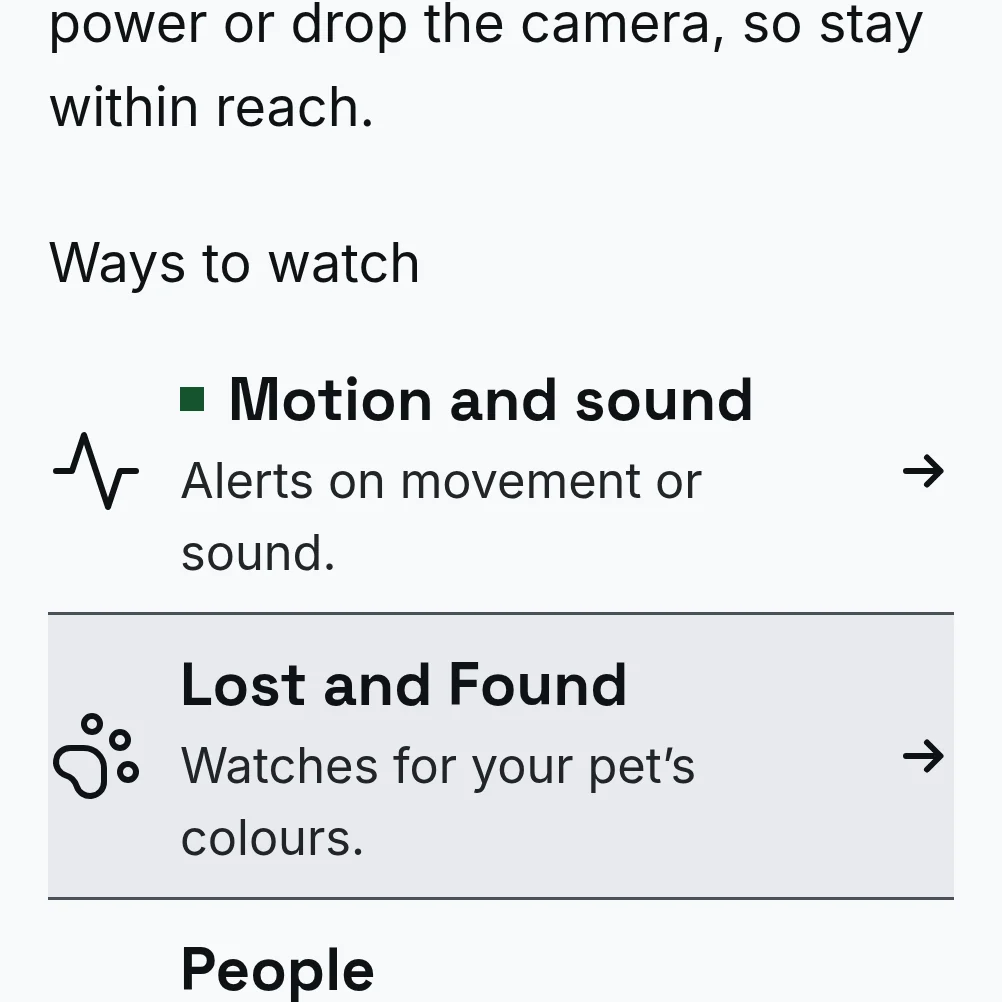 power or drop the camera, so stay
within reach.
Ways to watch
Motion and sound
Alerts on movement or
sound.
Lost and Found
Watches for your pet’s
colours.
People